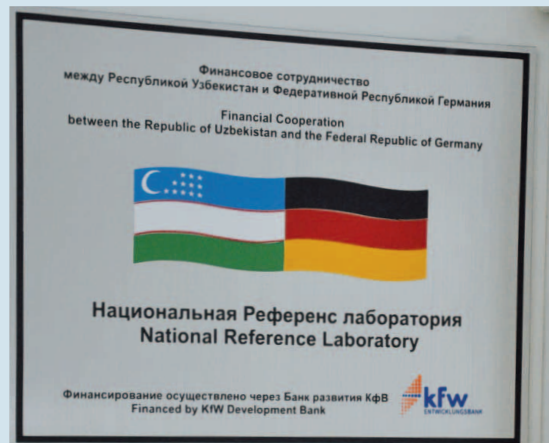 Финансовое сотрудничество
между Республикой Узбекистан и Федеративной Республикой Германия
Financial Cooperation
between the Republic of Uzbekistan and the Federal Republic of Germany
Национальная Референс лаборатория
National Reference Laboratory
Финансирование осуществлено через Банк развития КфВ
Financed by KfW Development Bank
kfw
ENTWICKLUNGSBANK